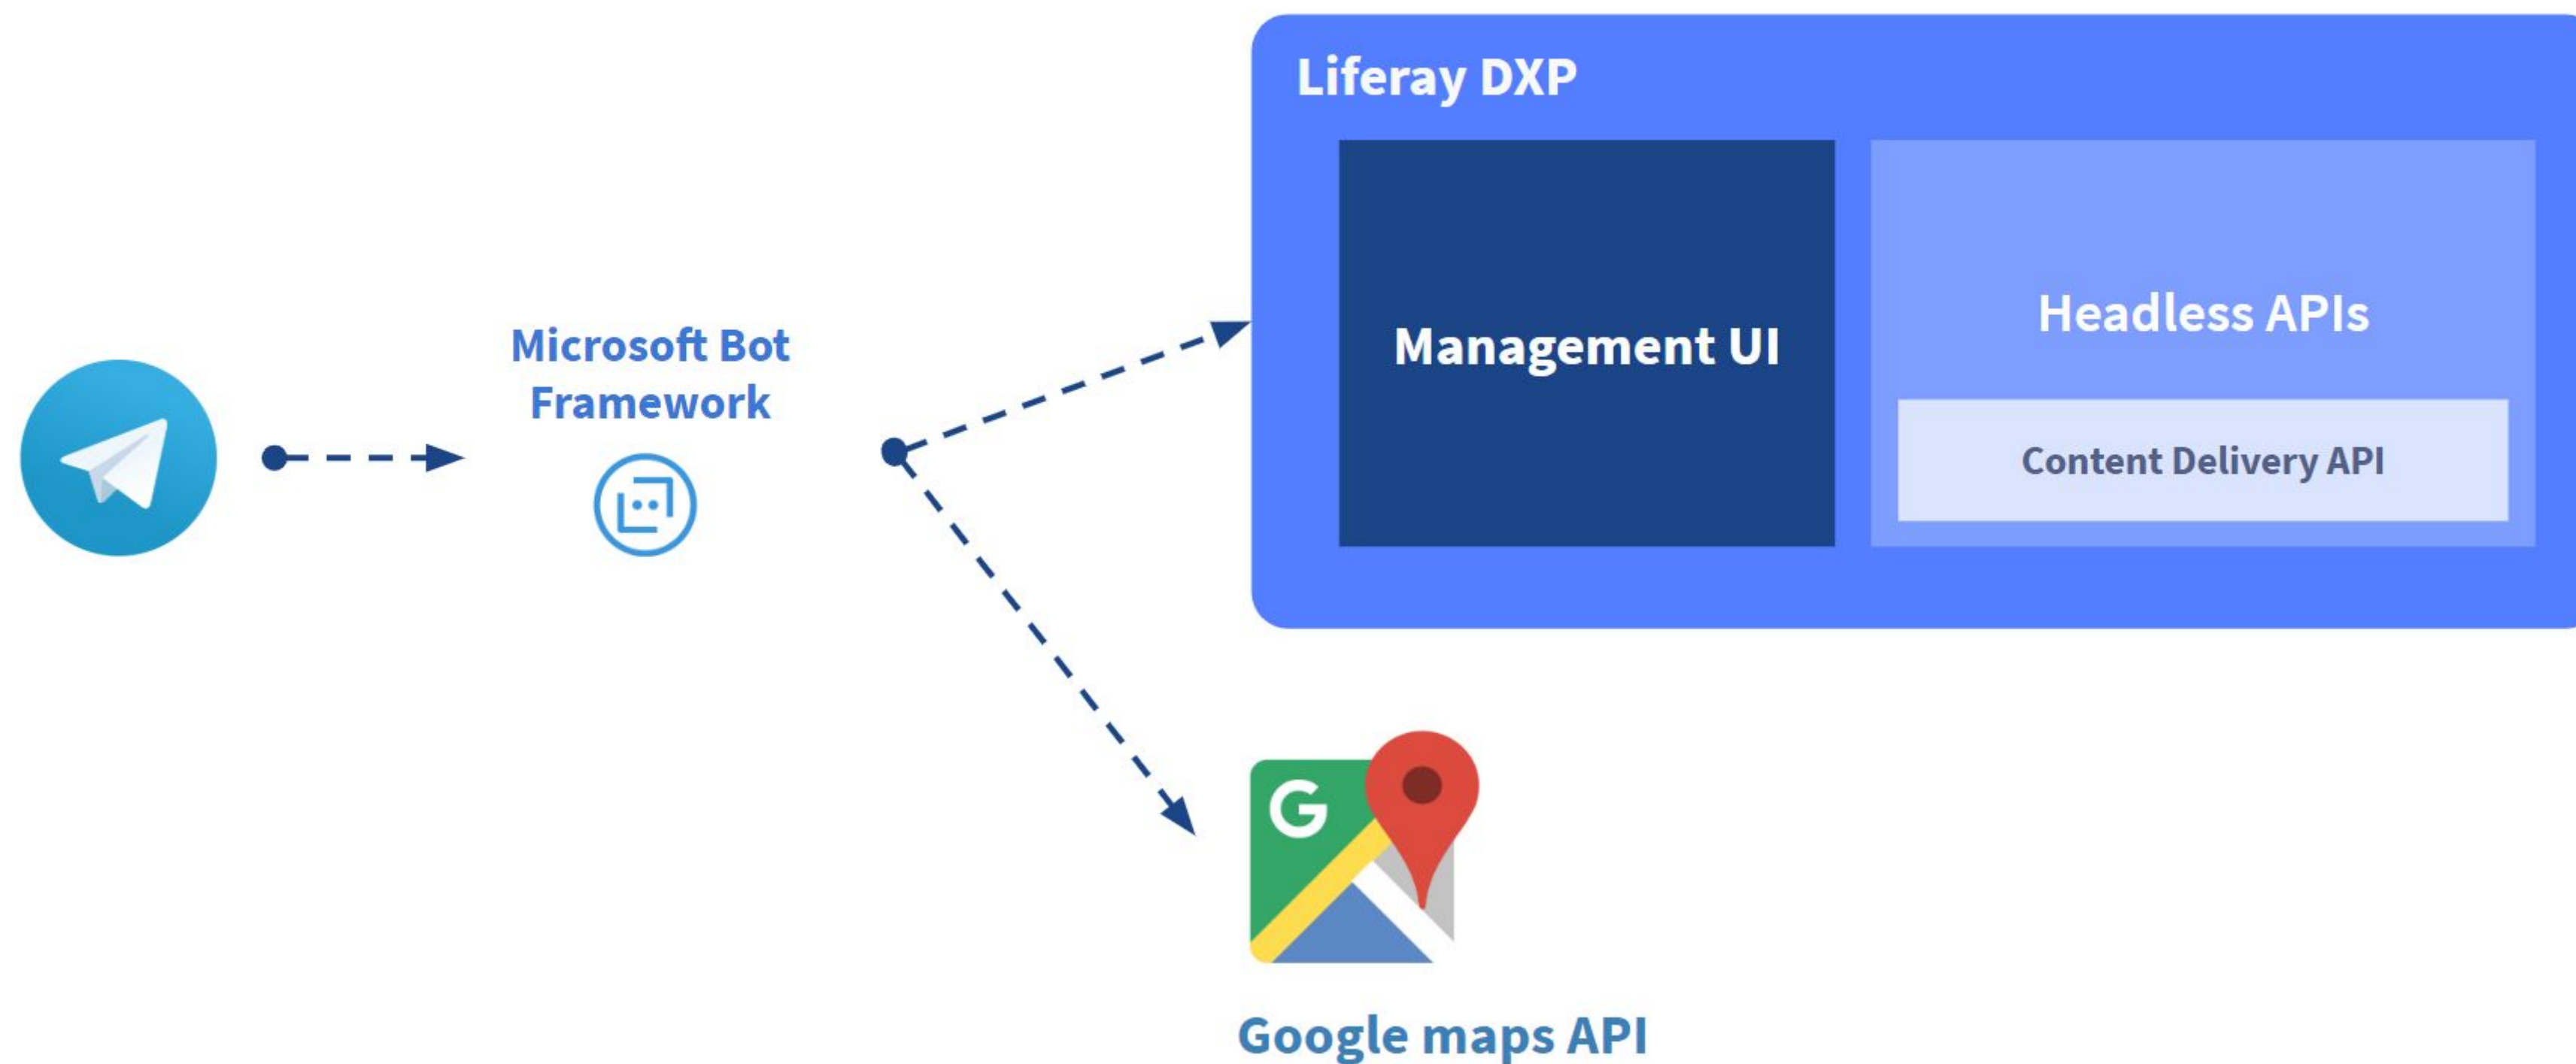 Liferay DXP
Management UI
Headless APIs
Content Delivery API
Microsoft Bot
Framework
G
Google maps API